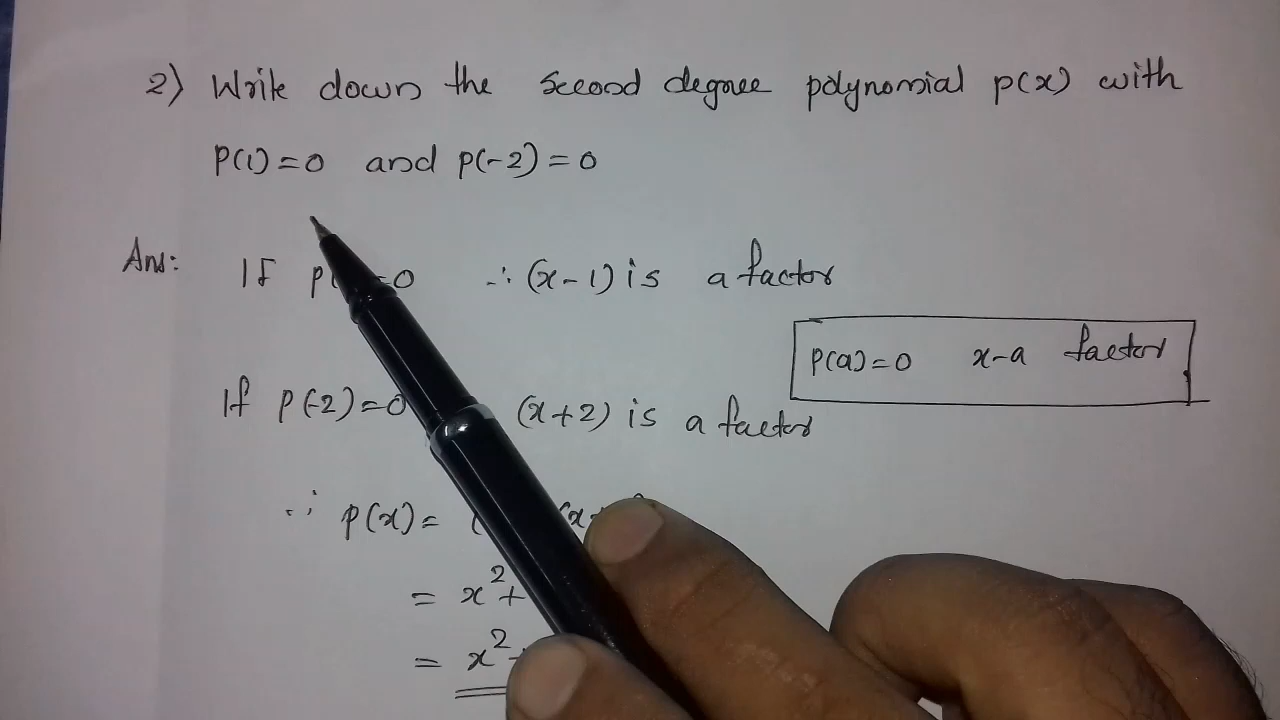 2) Write down the second degree polynomial p(x) with
P(1)=0 and p(-2)=0
Ans: If p( =0 ∴ (x-1) is a factor
p(a)=0 x-a factor
If p(-2)=0 (x+2) is a factor
∴ p(x)= ( (x
= x²+
= x²+